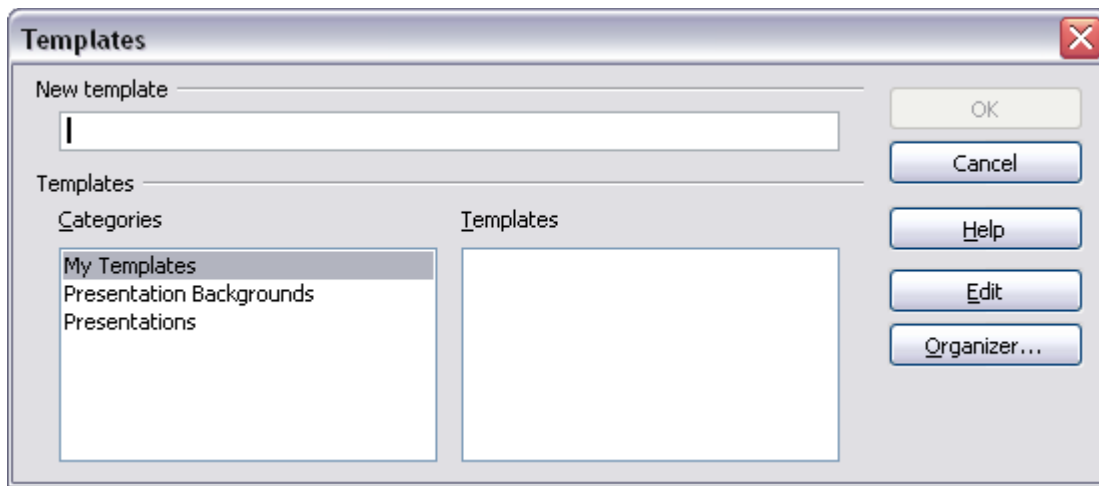 Templates
New template
OK
Cancel
Templates
Categories
Templates
Help
My Templates
Presentation Backgrounds
Presentations
Edit
Organizer...